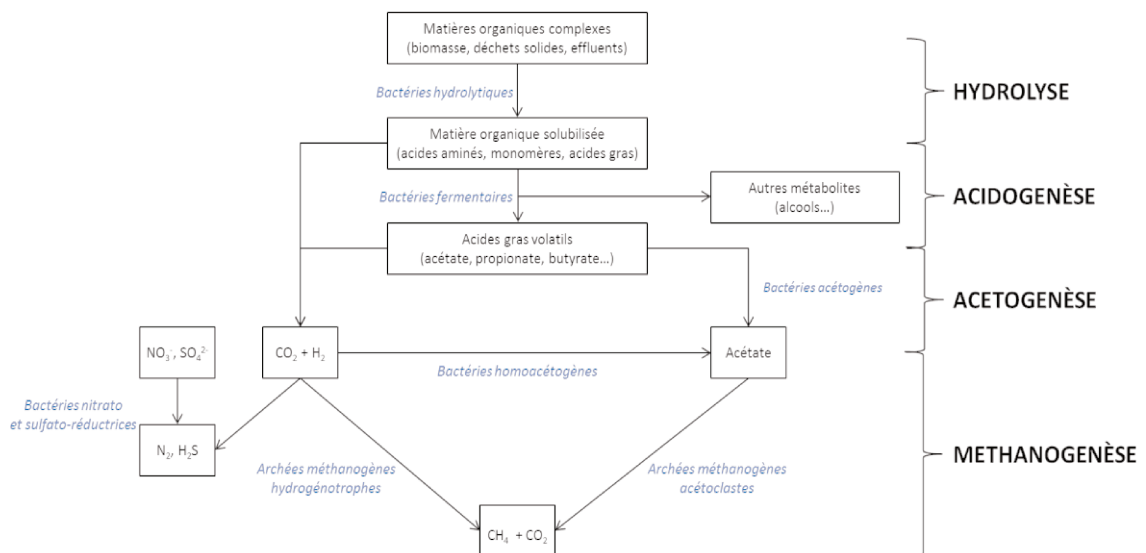 Matières organiques complexes
(biomasse, déchets solides, effluents)
Bactéries hydrolytiques
HYDROLYSE
Matière organique solubilisée
(acides aminés, monomères, acides gras)
Bactéries fermentaires
Autres métabolites
(alcools...)
ACIDOGENÈSE
Acides gras volatils
(acétate, propionate, butyrate...)
Bactéries acétogènes
ACETOGENÈSE
NO₃⁻, SO₄²⁻
CO₂ + H₂
Bactéries homoacétogènes
Acétate
Bactéries nitrato
et sulfato-réductrices
N₂, H₂S
METHANOGENÈSE
Archées méthanogènes
hydrogénotrophes
Archées méthanogènes
acétoclastes
CH₄ + CO₂